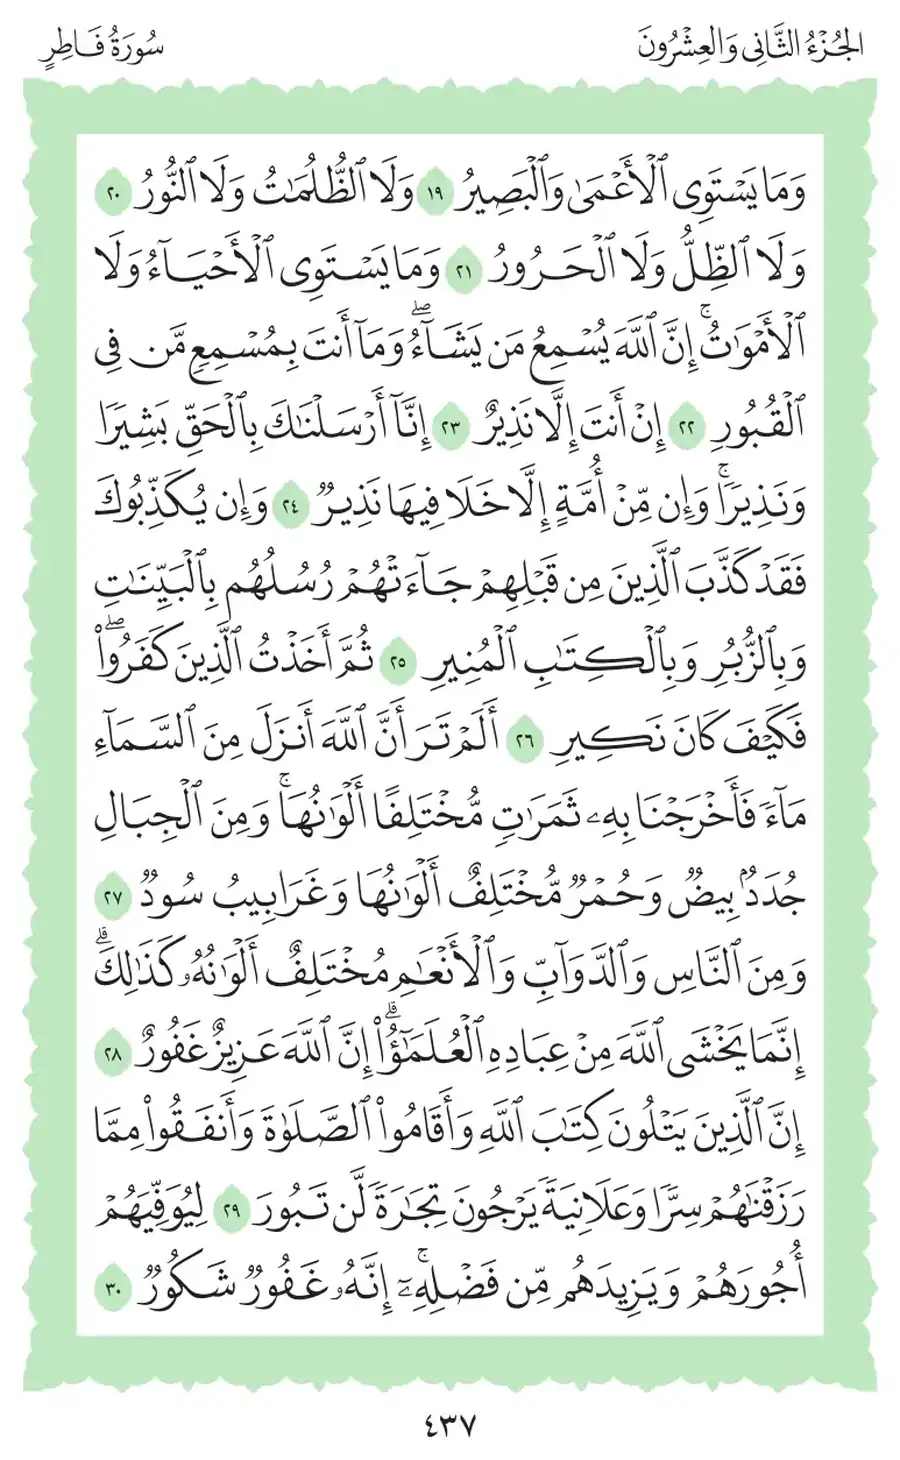 الجُزْءُ الثَّانِي وَالعِشْرُونَ
سُورَةُ فَاطِرٍ
وَمَا يَسْتَوِى ٱلْأَعْمَىٰ وَٱلْبَصِيرُ ١٩ وَلَا ٱلظُّلُمَٰتُ وَلَا ٱلنُّورُ ٢٠
وَلَا ٱلظِّلُّ وَلَا ٱلْحَرُورُ ٢١ وَمَا يَسْتَوِى ٱلْأَحْيَآءُ وَلَا
ٱلْأَمْوَٰتُۚ إِنَّ ٱللَّهَ يُسْمِعُ مَن يَشَآءُۖ وَمَآ أَنتَ بِمُسْمِعٍ مَّن فِى
ٱلْقُبُورِ ٢٢ إِنْ أَنتَ إِلَّا نَذِيرٌ ٢٣ إِنَّآ أَرْسَلْنَٰكَ بِٱلْحَقِّ بَشِيرًا
وَنَذِيرًاۚ وَإِن مِّنْ أُمَّةٍ إِلَّا خَلَا فِيهَا نَذِيرٌ ٢٤ وَإِن يُكَذِّبُوكَ
فَقَدْ كَذَّبَ ٱلَّذِينَ مِن قَبْلِهِمْ جَآءَتْهُمْ رُسُلُهُم بِٱلْبَيِّنَٰتِ
وَبِٱلزُّبُرِ وَبِٱلْكِتَٰبِ ٱلْمُنِيرِ ٢٥ ثُمَّ أَخَذْتُ ٱلَّذِينَ كَفَرُوا۟ۖ
فَكَيْفَ كَانَ نَكِيرِ ٢٦ أَلَمْ تَرَ أَنَّ ٱللَّهَ أَنزَلَ مِنَ ٱلسَّمَآءِ
مَآءً فَأَخْرَجْنَا بِهِۦ ثَمَرَٰتٍ مُّخْتَلِفًا أَلْوَٰنُهَاۚ وَمِنَ ٱلْجِبَالِ
جُدَدٌۢ بِيضٌ وَحُمْرٌ مُّخْتَلِفٌ أَلْوَٰنُهَا وَغَرَابِيبُ سُودٌ ٢٧
وَمِنَ ٱلنَّاسِ وَٱلدَّوَآبِّ وَٱلْأَنْعَٰمِ مُخْتَلِفٌ أَلْوَٰنُهُۥ كَذَٰلِكَۗ
إِنَّمَا يَخْشَى ٱللَّهَ مِنْ عِبَادِهِ ٱلْعُلَمَٰٓؤُا۟ۗ إِنَّ ٱللَّهَ عَزِيزٌ غَفُورٌ ٢٨
إِنَّ ٱلَّذِينَ يَتْلُونَ كِتَٰبَ ٱللَّهِ وَأَقَامُوا۟ ٱلصَّلَوٰةَ وَأَنفَقُوا۟ مِمَّا
رَزَقْنَٰهُمْ سِرًّا وَعَلَانِيَةً يَرْجُونَ تِجَٰرَةً لَّن تَبُورَ ٢٩ لِيُوَفِّيَهُمْ
أُجُورَهُمْ وَيَزِيدَهُم مِّن فَضْلِهِۦٓۚ إِنَّهُۥ غَفُورٌ شَكُورٌ ٣٠
٤٣٧